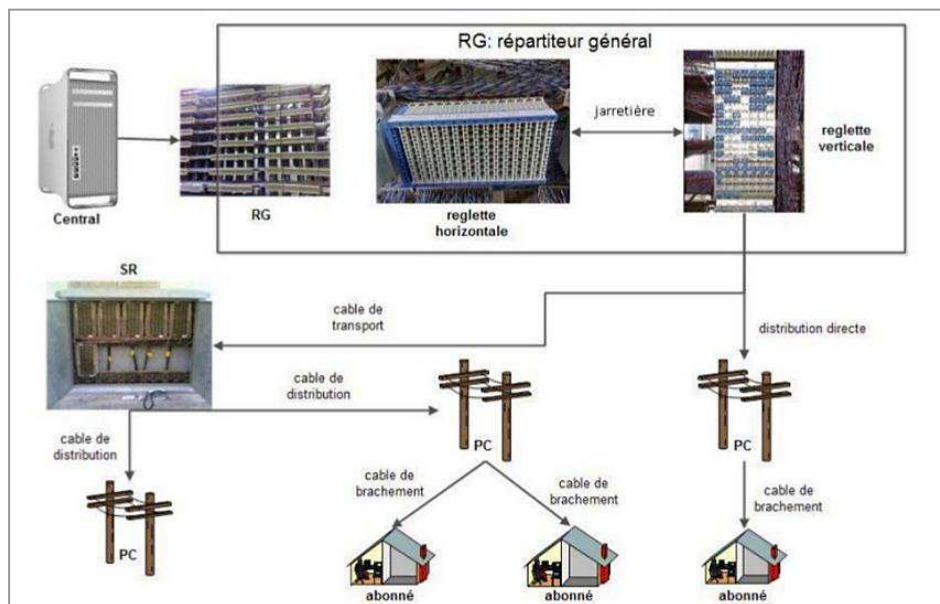 RG: répartiteur général
jarretière
reglette
verticale
Central
RG
reglette
horizontale
SR
cable de
transport
distribution directe
cable de
distribution
cable de
distribution
PC
PC
PC
cable de
brachement
cable de
brachement
cable de
brachement
abonné
abonné
abonné